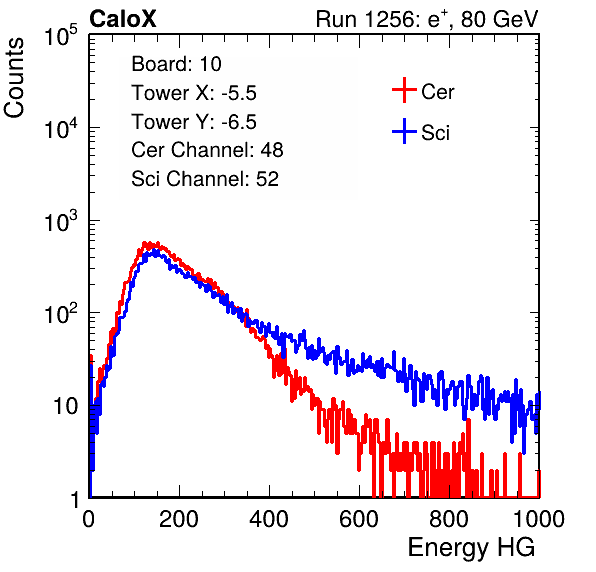 CaloX Run 1256: e⁺, 80 GeV
Counts
10⁵
Board: 10
Tower X: -5.5
Tower Y: -6.5
Cer Channel: 48
Sci Channel: 52
Cer
Sci
10⁴
10³
10²
10
1
0 200 400 600 800 1000
Energy HG